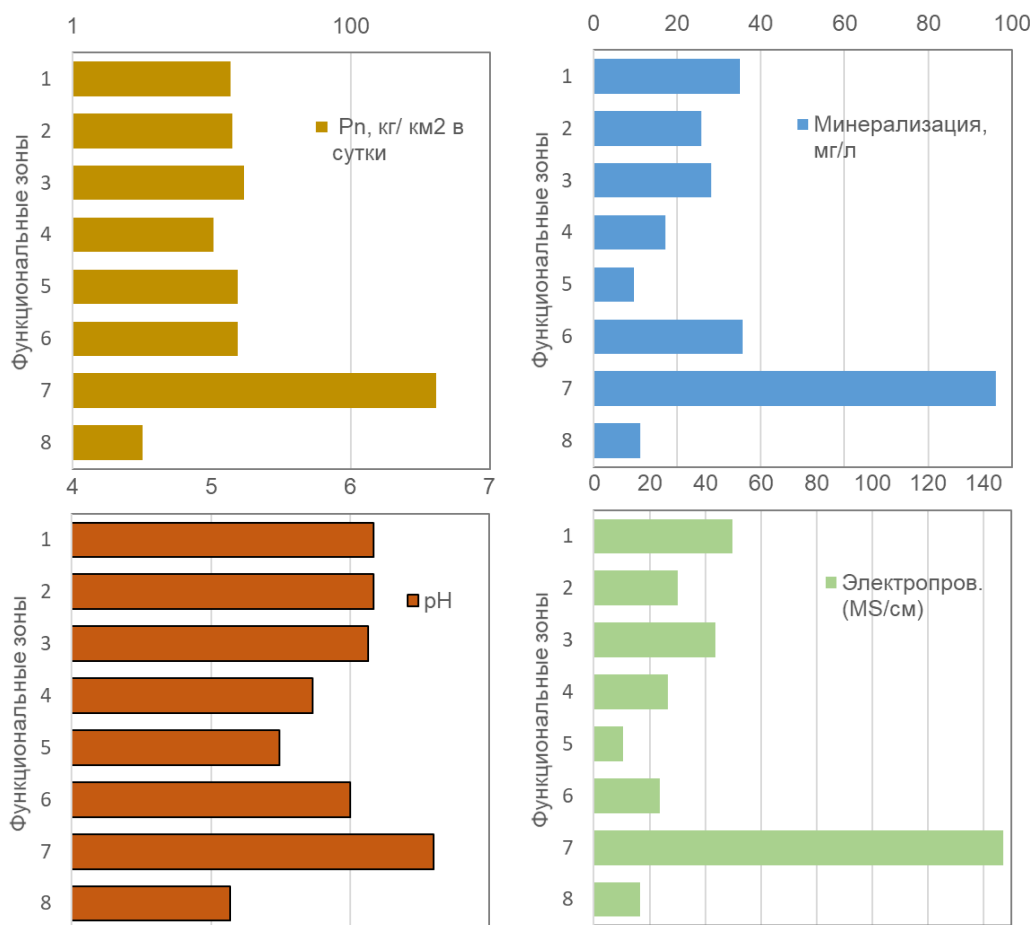 1 100
Функциональные зоны
1
2
3
4
5
6
7
8
Pn, кг/ км2 в
сутки
0 20 40 60 80 100
Функциональные зоны
1
2
3
4
5
6
7
8
Минерализация,
мг/л
4 5 6 7
Функциональные зоны
1
2
3
4
5
6
7
8
pH
0 20 40 60 80 100 120 140
Функциональные зоны
1
2
3
4
5
6
7
8
Электропров.
(MS/см)